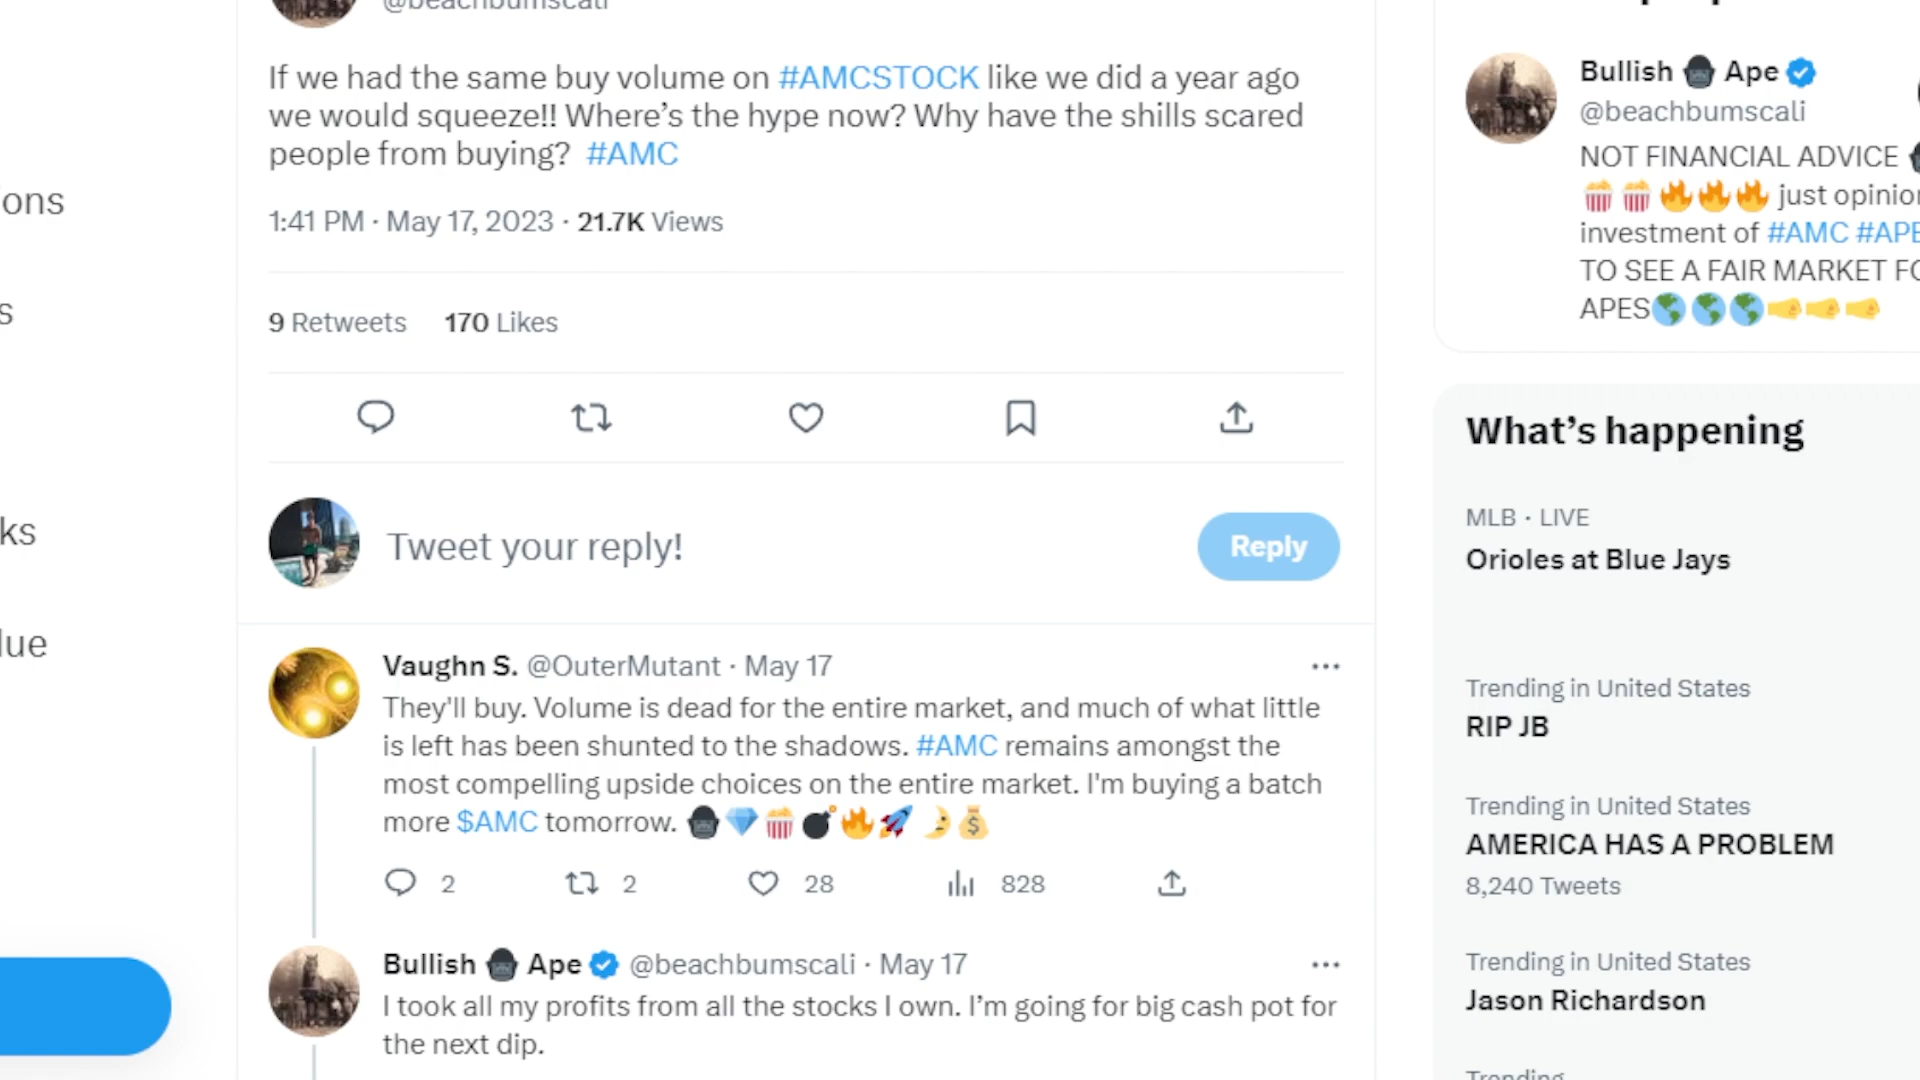 @beachbumscali
If we had the same buy volume on #AMCSTOCK like we did a year ago
we would squeeze!! Where’s the hype now? Why have the shills scared
people from buying? #AMC
1:41 PM · May 17, 2023 · 21.7K Views
9 Retweets 170 Likes
Tweet your reply!
Reply
Vaughn S. @OuterMutant · May 17
They'll buy. Volume is dead for the entire market, and much of what little
is left has been shunted to the shadows. #AMC remains amongst the
most compelling upside choices on the entire market. I'm buying a batch
more $AMC tomorrow. 🦍💎🍿💣🔥🚀🌛💰
2 2 28 828
Bullish 🦍 Ape @beachbumscali · May 17
I took all my profits from all the stocks I own. I’m going for big cash pot for
the next dip.
ons
s
ks
lue
Bullish 🦍 Ape
@beachbumscali
NOT FINANCIAL ADVICE 🦍
🍿🍿🔥🔥🔥 just opinion
investment of #AMC #APE
TO SEE A FAIR MARKET FO
APES🌎🌎🌎🤜🤜🤜
What’s happening
MLB · LIVE
Orioles at Blue Jays
Trending in United States
RIP JB
Trending in United States
AMERICA HAS A PROBLEM
8,240 Tweets
Trending in United States
Jason Richardson
Trending